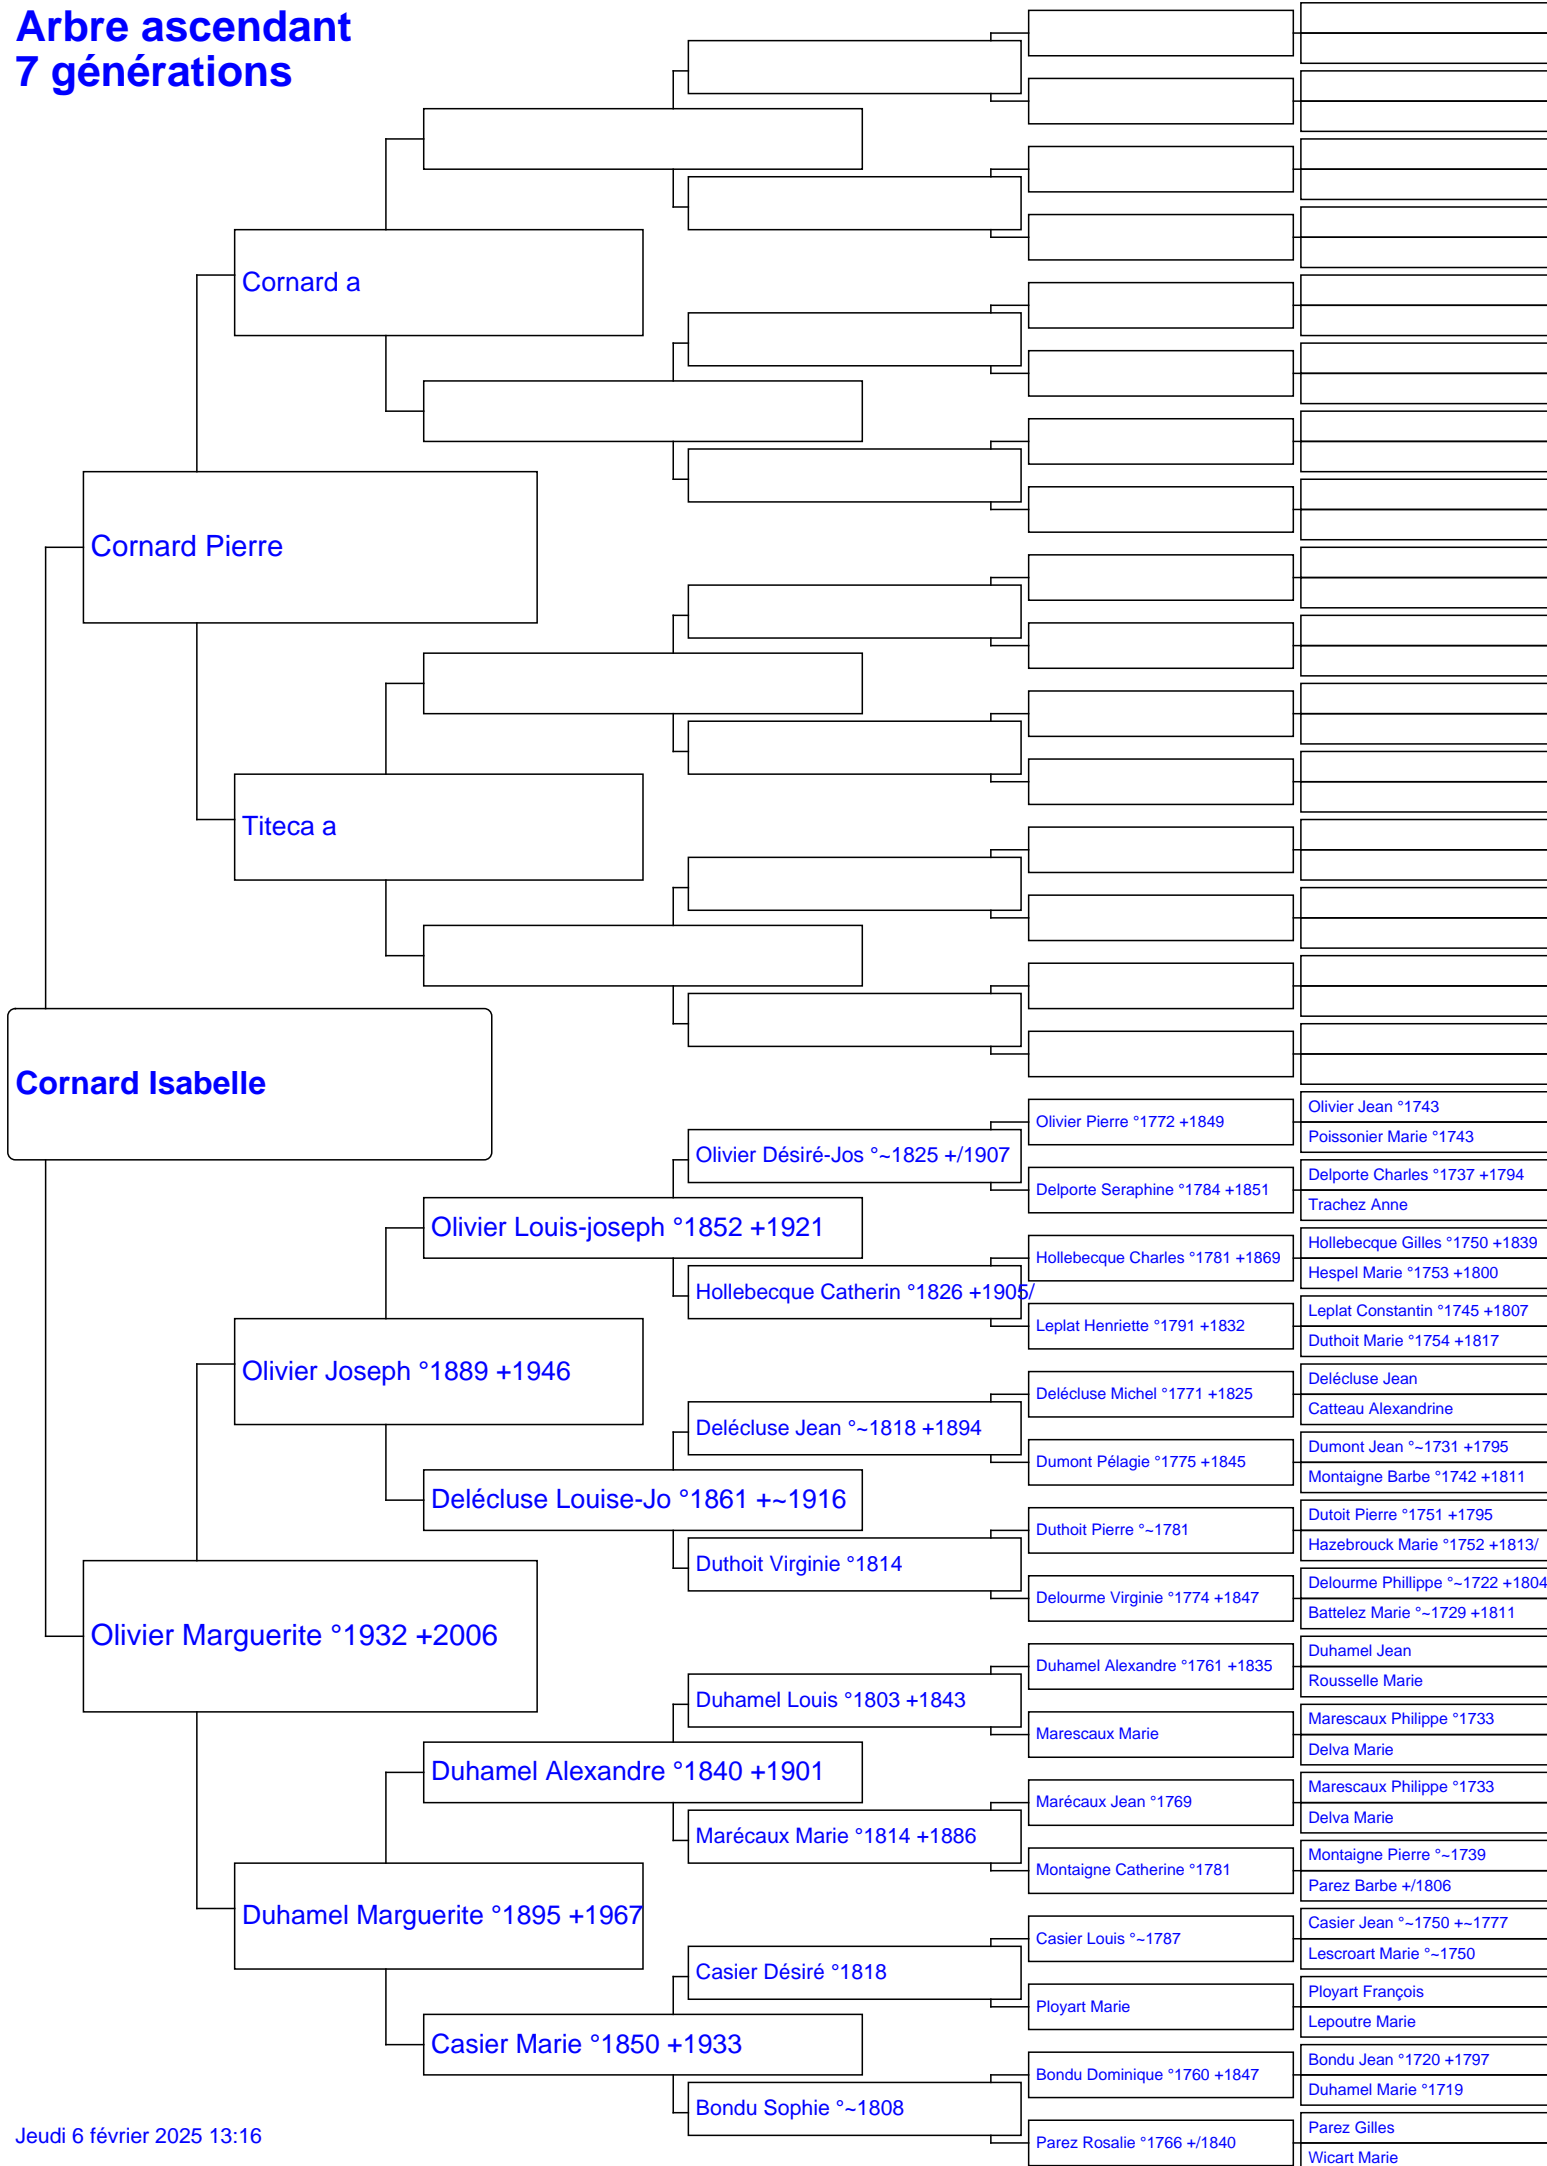 Arbre ascendant
7 générations
Cornard a
Cornard Pierre
Titeca a
Cornard Isabelle
Olivier Jean °1743
Olivier Pierre °1772 +1849
Poissonier Marie °1743
Olivier Désiré-Jos °~1825 +/1907
Delporte Charles °1737 +1794
Delporte Seraphine °1784 +1851
Trachez Anne
Olivier Louis-joseph °1852 +1921
Hollebecque Gilles °1750 +1839
Hollebecque Charles °1781 +1869
Hespel Marie °1753 +1800
Hollebecque Catherin °1826 +1905/
Leplat Constantin °1745 +1807
Leplat Henriette °1791 +1832
Duthoit Marie °1754 +1817
Olivier Joseph °1889 +1946
Delécluse Jean
Delécluse Michel °1771 +1825
Catteau Alexandrine
Delécluse Jean °~1818 +1894
Dumont Jean °~1731 +1795
Dumont Pélagie °1775 +1845
Montaigne Barbe °1742 +1811
Delécluse Louise-Jo °1861 +~1916
Dutoit Pierre °1751 +1795
Duthoit Pierre °~1781
Hazebrouck Marie °1752 +1813/
Duthoit Virginie °1814
Delourme Phillippe °~1722 +1804
Delourme Virginie °1774 +1847
Battelez Marie °~1729 +1811
Olivier Marguerite °1932 +2006
Duhamel Jean
Duhamel Alexandre °1761 +1835
Rousselle Marie
Duhamel Louis °1803 +1843
Marescaux Philippe °1733
Marescaux Marie
Delva Marie
Duhamel Alexandre °1840 +1901
Marescaux Philippe °1733
Marécaux Jean °1769
Delva Marie
Marécaux Marie °1814 +1886
Montaigne Pierre °~1739
Montaigne Catherine °1781
Parez Barbe +/1806
Duhamel Marguerite °1895 +1967
Casier Jean °~1750 +~1777
Casier Louis °~1787
Lescroart Marie °~1750
Casier Désiré °1818
Ployart François
Ployart Marie
Lepoutre Marie
Casier Marie °1850 +1933
Bondu Jean °1720 +1797
Bondu Dominique °1760 +1847
Duhamel Marie °1719
Bondu Sophie °~1808
Parez Gilles
Parez Rosalie °1766 +/1840
Wicart Marie
Jeudi 6 février 2025 13:16